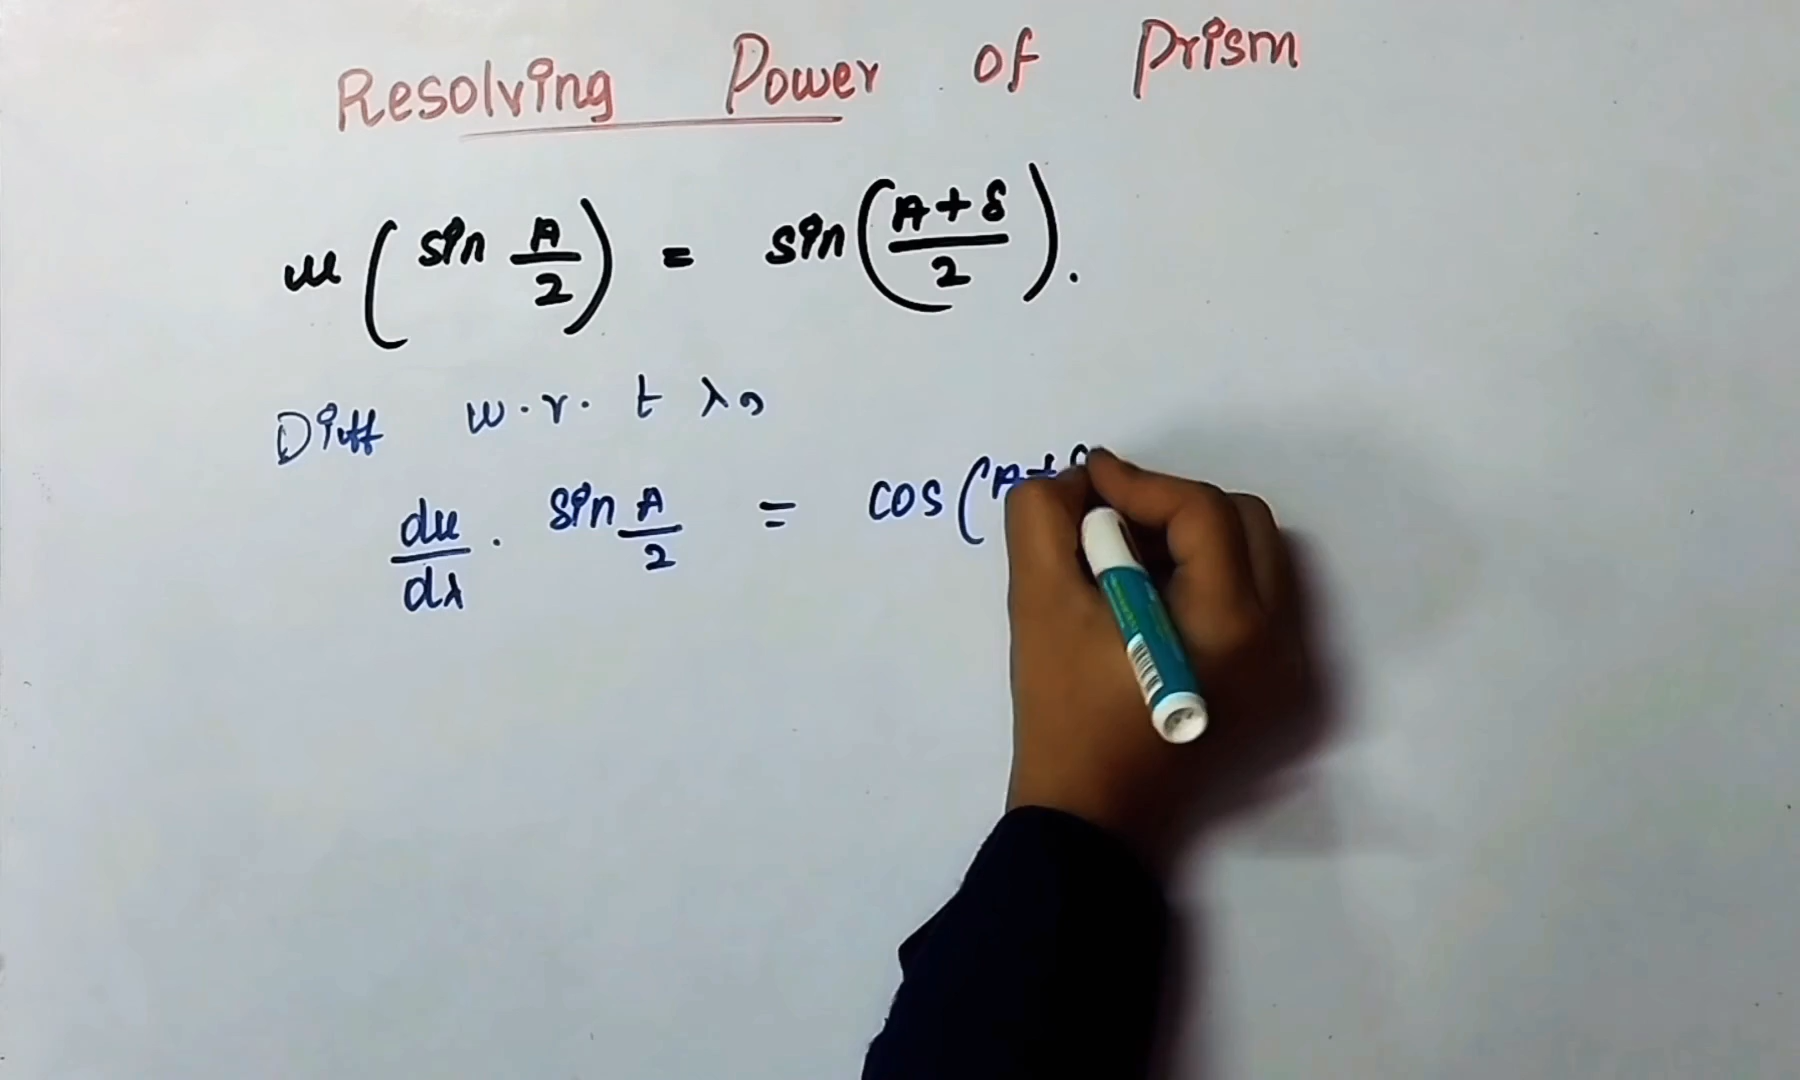 Resolving Power of Prism
μ ( sin A/2 ) = sin ( A+δ/2 ).
Diff w.r.t λ,
dμ/dλ . sin A/2 = cos (A+